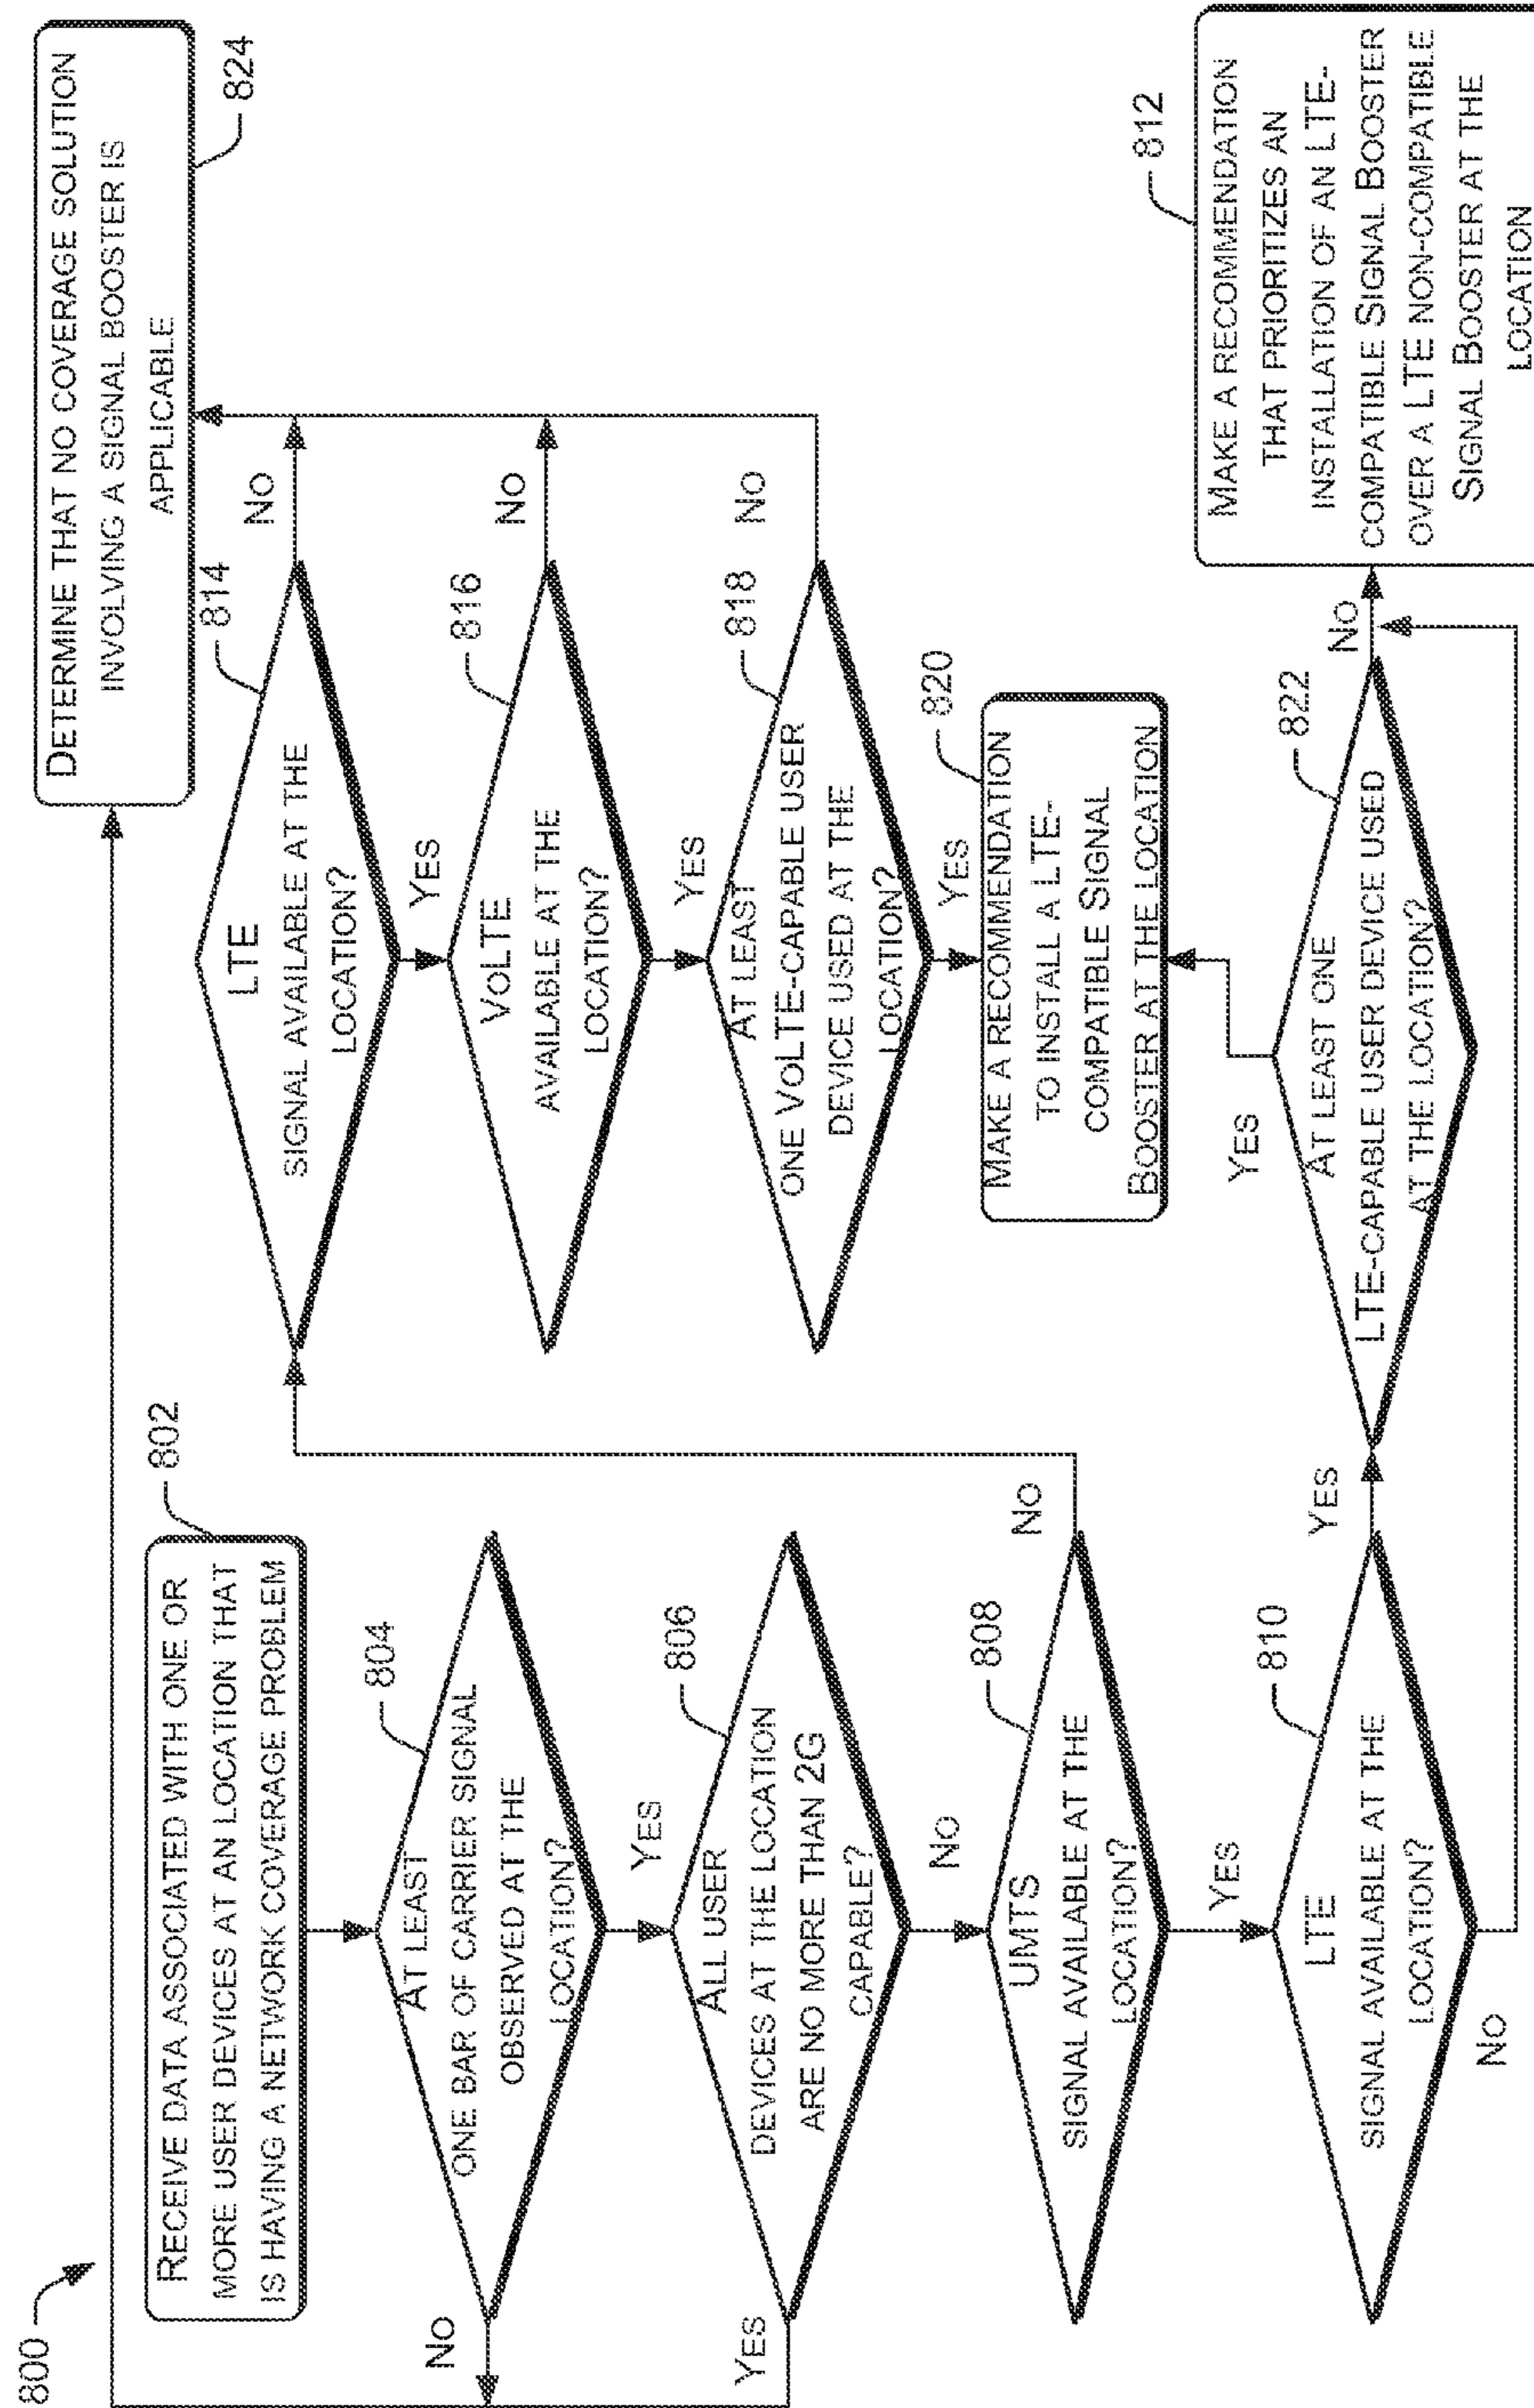 800
RECEIVE DATA ASSOCIATED WITH ONE OR
MORE USER DEVICES AT AN LOCATION THAT
IS HAVING A NETWORK COVERAGE PROBLEM
802
AT LEAST
ONE BAR OF CARRIER SIGNAL
OBSERVED AT THE
LOCATION?
804
NO
YES
ALL USER
DEVICES AT THE LOCATION
ARE NO MORE THAN 2G
CAPABLE?
806
YES
NO
UMTS
SIGNAL AVAILABLE AT THE
LOCATION?
808
NO
YES
LTE
SIGNAL AVAILABLE AT THE
LOCATION?
810
YES
NO
DETERMINE THAT NO COVERAGE SOLUTION
INVOLVING A SIGNAL BOOSTER IS
APPLICABLE
824
LTE
SIGNAL AVAILABLE AT THE
LOCATION?
814
NO
YES
VOLTE
AVAILABLE AT THE
LOCATION?
816
NO
YES
AT LEAST
ONE VOLTE-CAPABLE USER
DEVICE USED AT THE
LOCATION?
818
NO
YES
MAKE A RECOMMENDATION
TO INSTALL A LTE-
COMPATIBLE SIGNAL
BOOSTER AT THE LOCATION
820
YES
AT LEAST ONE
LTE-CAPABLE USER DEVICE USED
AT THE LOCATION?
822
NO
MAKE A RECOMMENDATION
THAT PRIORITIZES AN
INSTALLATION OF AN LTE-
COMPATIBLE SIGNAL BOOSTER
OVER A LTE NON-COMPATIBLE
SIGNAL BOOSTER AT THE
LOCATION
812